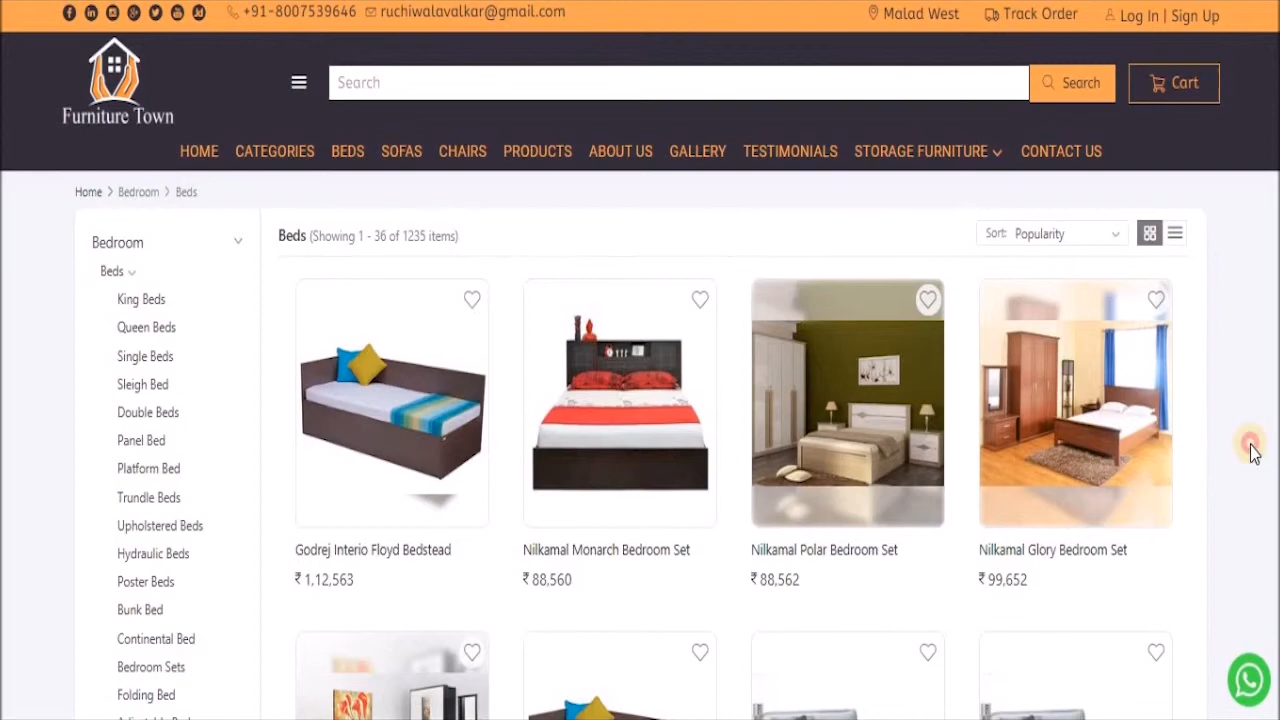 +91-8007539646 ruchiwalavalkar@gmail.com Malad West Track Order Log In | Sign Up
Furniture Town
Search Search Cart
HOME CATEGORIES BEDS SOFAS CHAIRS PRODUCTS ABOUT US GALLERY TESTIMONIALS STORAGE FURNITURE CONTACT US
Home > Bedroom > Beds
Bedroom
Beds
King Beds
Queen Beds
Single Beds
Sleigh Bed
Double Beds
Panel Bed
Platform Bed
Trundle Beds
Upholstered Beds
Hydraulic Beds
Poster Beds
Bunk Bed
Continental Bed
Bedroom Sets
Folding Bed
Beds (Showing 1 - 36 of 1235 items) Sort: Popularity
Godrej Interio Floyd Bedstead
₹ 1,12,563
Nilkamal Monarch Bedroom Set
₹ 88,560
Nilkamal Polar Bedroom Set
₹ 88,562
Nilkamal Glory Bedroom Set
₹ 99,652